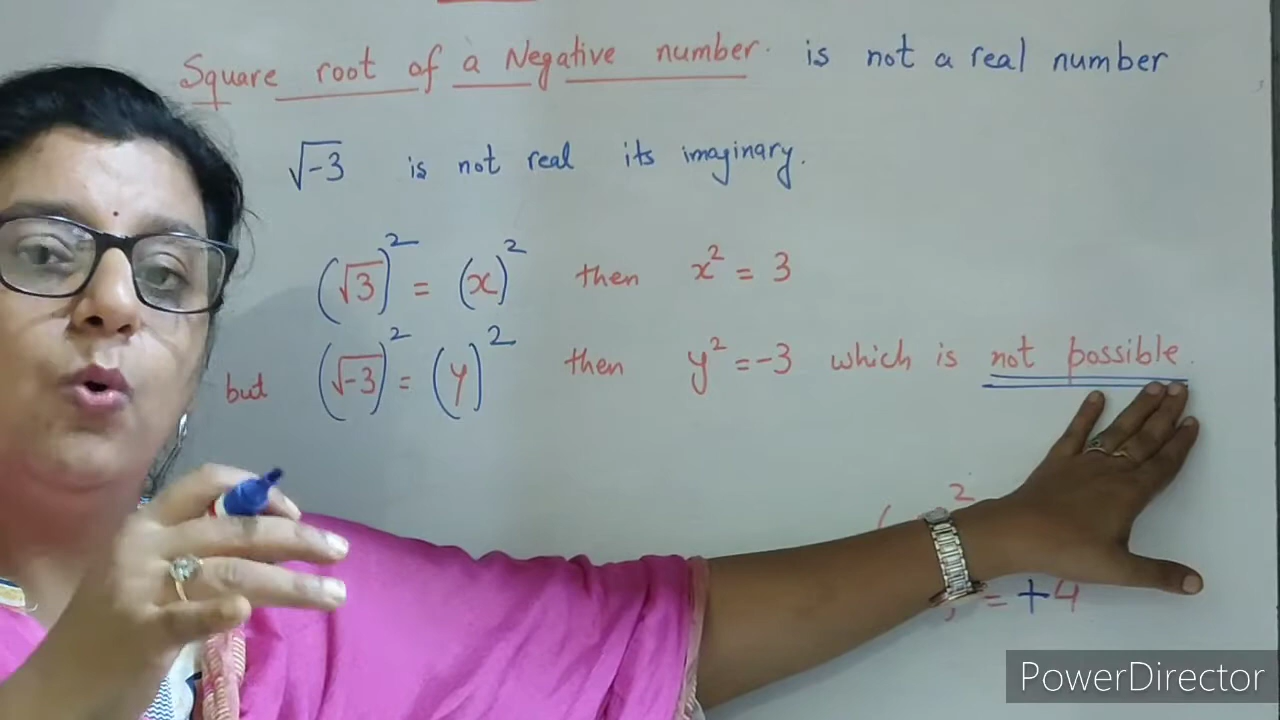 Square root of a Negative number. is not a real number
√-3 is not real its imaginary.
(√3)² = (x)² then x² = 3
but (√-3)² = (y)² then y² = -3 which is not possible.
2
= +4
PowerDirector